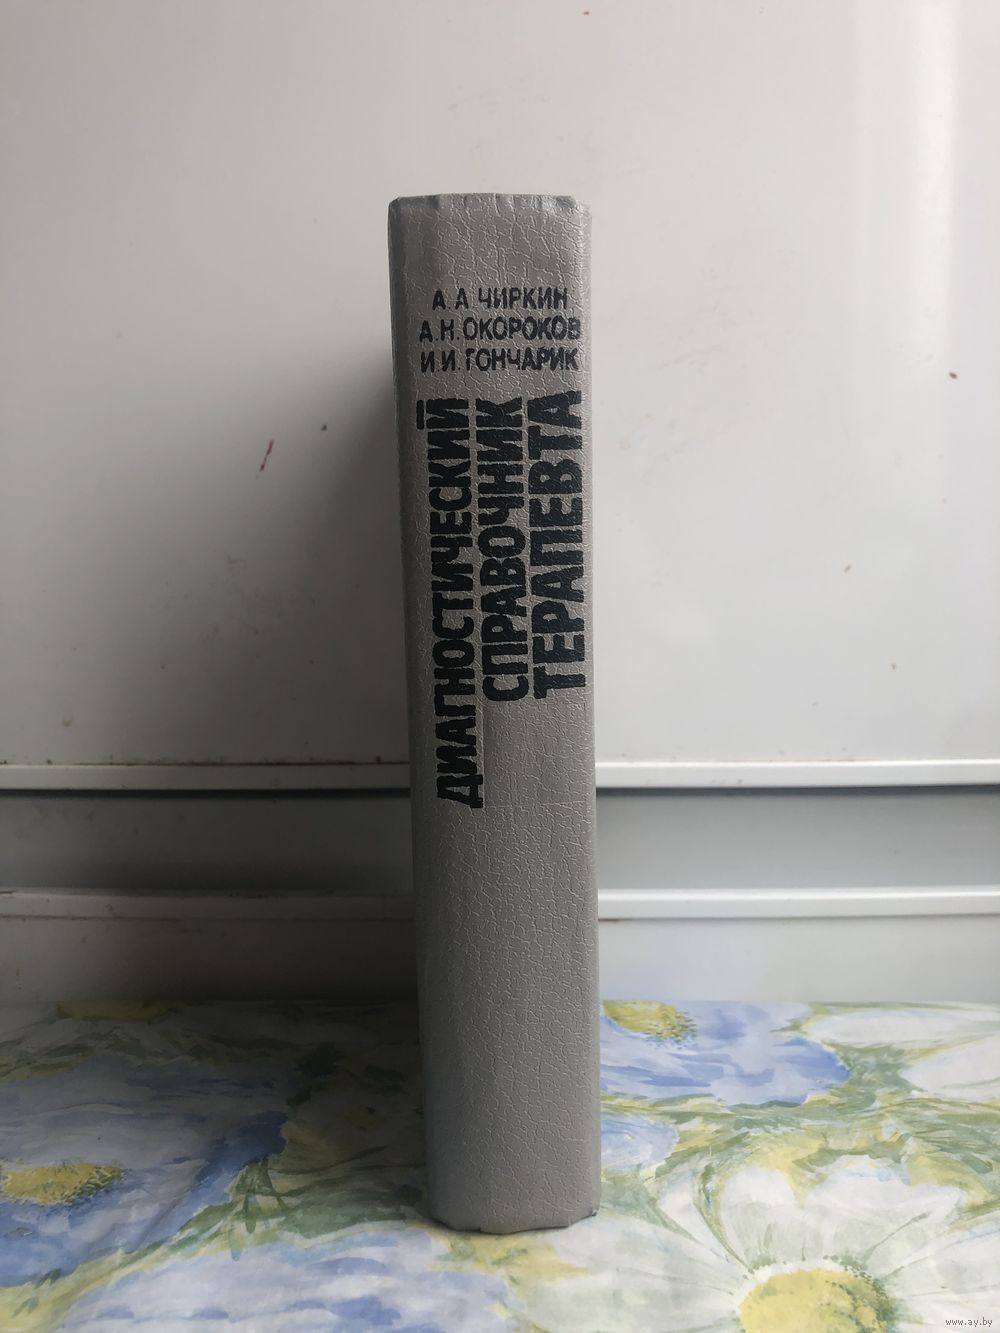 А. А ЧИРКИН
А.Н. ОКОРОКОВ
И.И. ГОНЧАРИК
ДИАГНОСТИЧЕСКИЙ
СПРАВОЧНИК
ТЕРАПЕВТА
www.ay.by